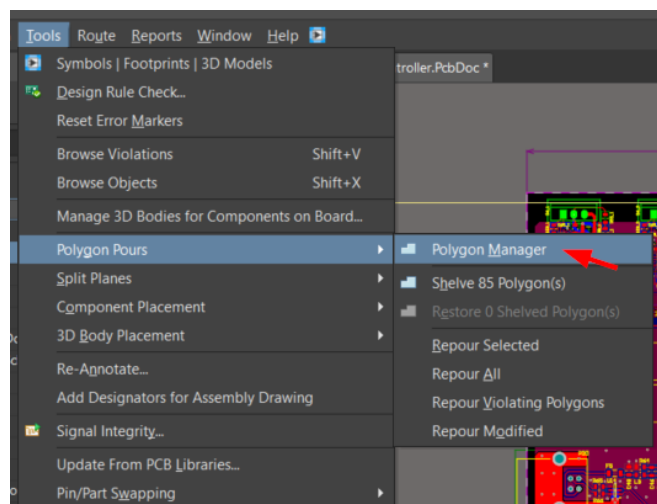 Tools Route Reports Window Help
Symbols | Footprints | 3D Models
troller.PcbDoc *
Design Rule Check...
Reset Error Markers
Browse Violations Shift+V
Browse Objects Shift+X
Manage 3D Bodies for Components on Board...
Polygon Pours
Polygon Manager
Split Planes
Shelve 85 Polygon(s)
Component Placement
Restore 0 Shelved Polygon(s)
3D Body Placement
Repour Selected
Re-Annotate...
Repour All
Add Designators for Assembly Drawing
Repour Violating Polygons
Signal Integrity...
Repour Modified
Update From PCB Libraries...
Pin/Part Swapping